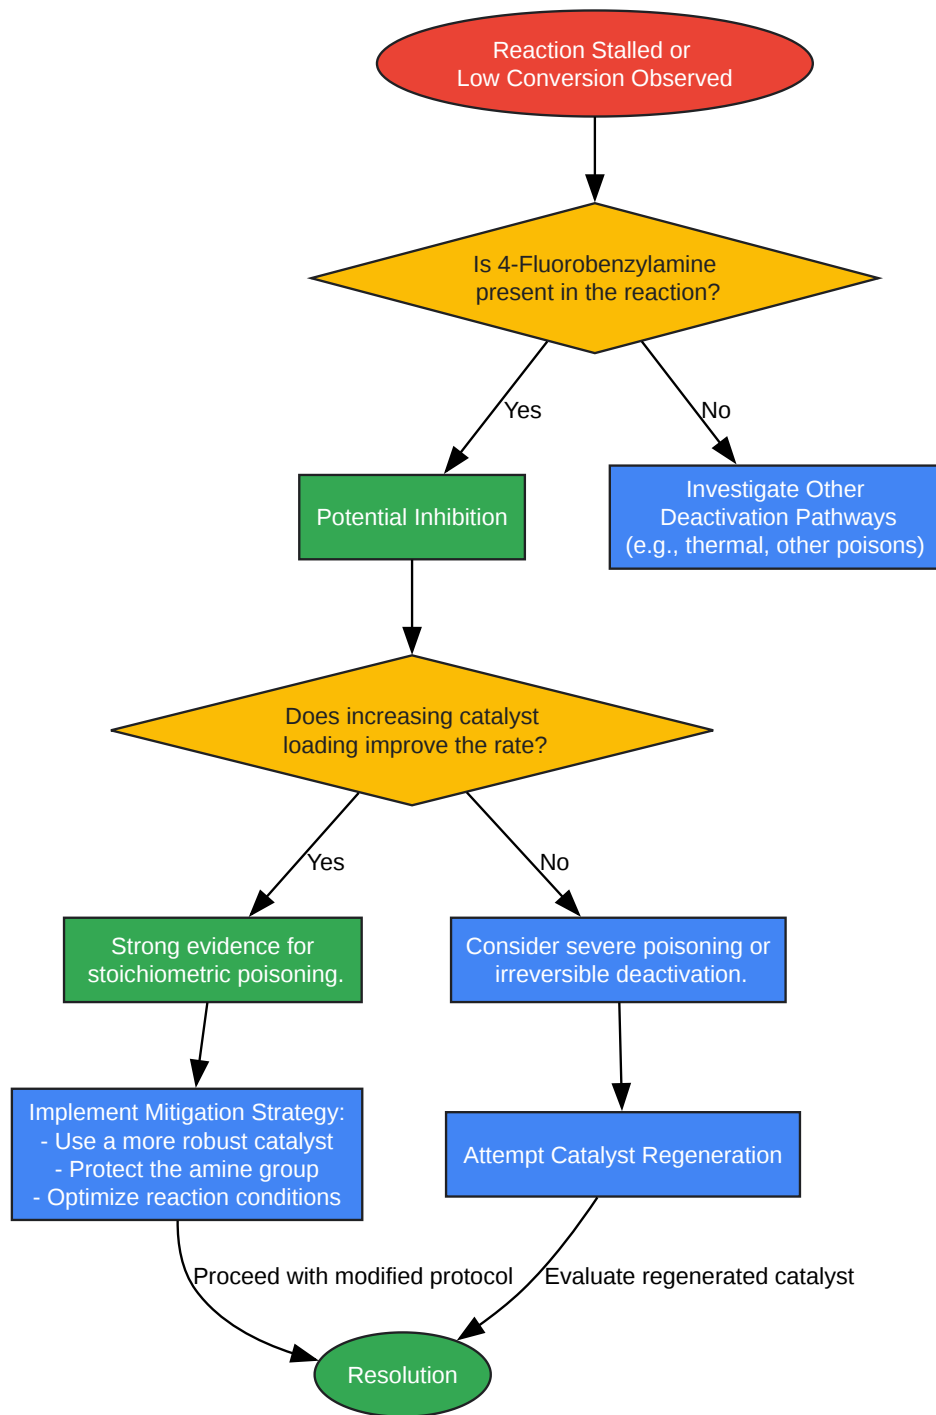 Reaction Stalled or
Low Conversion Observed
Is 4-Fluorobenzylamine
present in the reaction?
Yes
No
Potential Inhibition
Investigate Other
Deactivation Pathways
(e.g., thermal, other poisons)
Does increasing catalyst
loading improve the rate?
Yes
No
Strong evidence for
stoichiometric poisoning.
Consider severe poisoning or
irreversible deactivation.
Implement Mitigation Strategy:
- Use a more robust catalyst
- Protect the amine group
- Optimize reaction conditions
Attempt Catalyst Regeneration
Proceed with modified protocol
Evaluate regenerated catalyst
Resolution